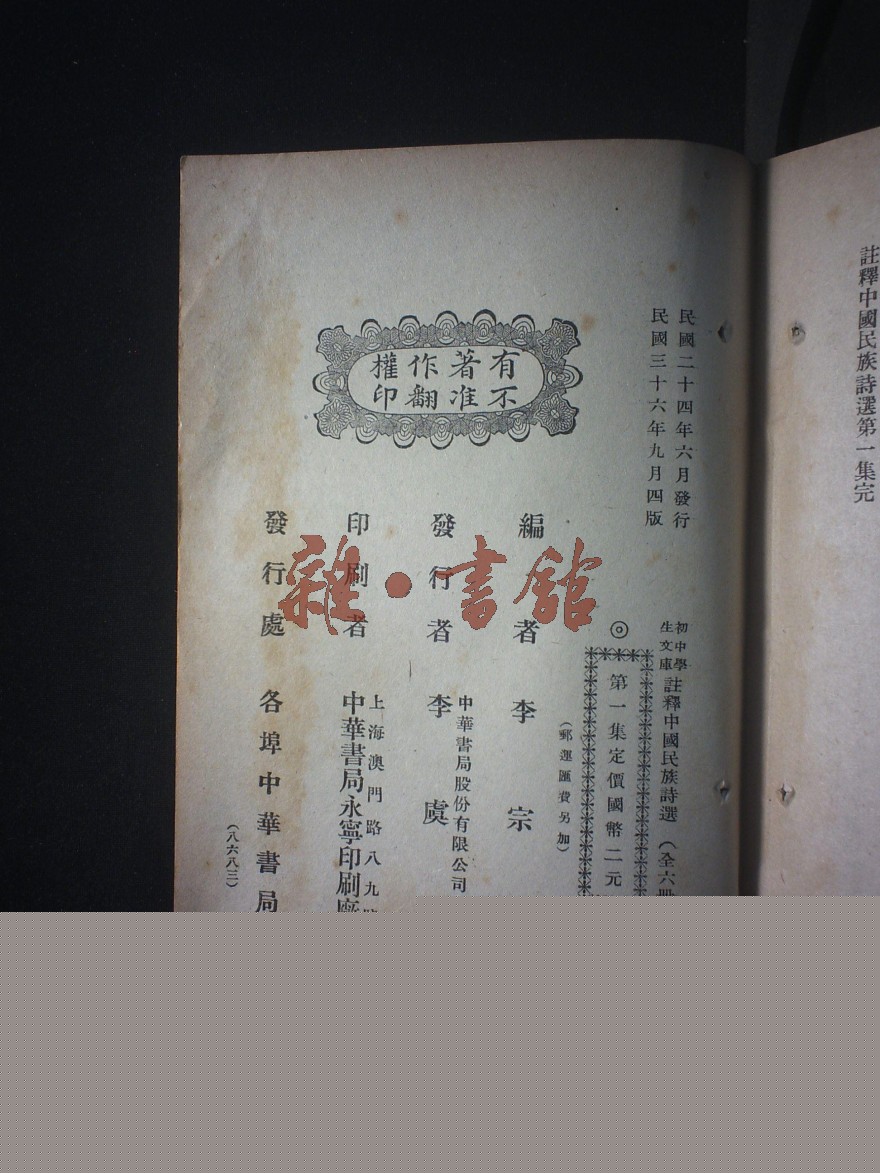 註釋中國民族詩選第一集完
民國二十四年六月發行
民國三十六年九月四版
初中學
生文庫
註釋中國民族詩選(全六冊
◎
第一集定價國幣二元
(郵運匯費另加)
有著作權
不准翻印
編者 李宗
發行者 李虞
中華書局股份有限公司
印刷者
上海澳門路八九
中華書局永寧印刷廠
發行處 各埠中華書局
(八六八三)
雜·書館